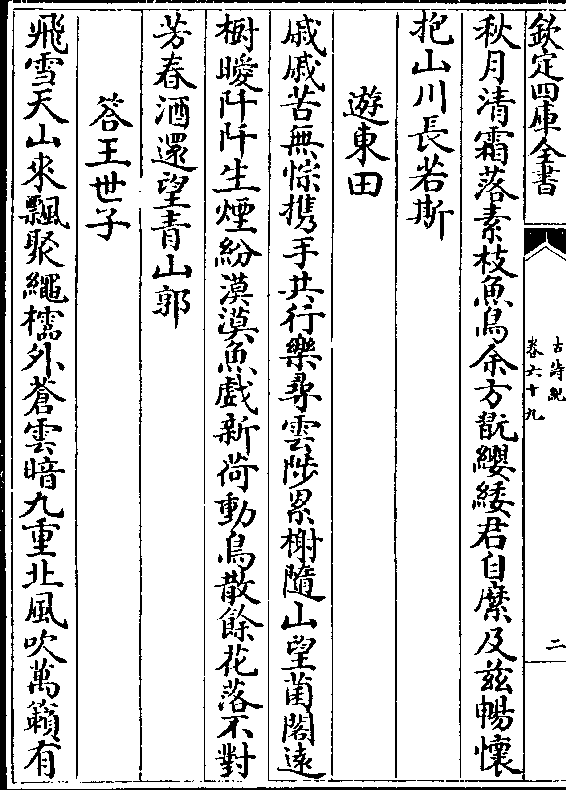 欽定四庫全書
古詩紀
卷六十九
二
秋月清霜落素枝魚鳥余方翫纓緌君自縻及茲暢懷
抱山川長若斯
遊東田
戚戚苦無悰携手共行樂尋雲陟累榭隨山望菌閣遠
樹曖阡阡生煙紛漠漠魚戲新荷動鳥散餘花落不對
芳春酒還望青山郭
答王世子
飛雪天山來飄聚繩檽外蒼雲暗九重北風吹萬籟有